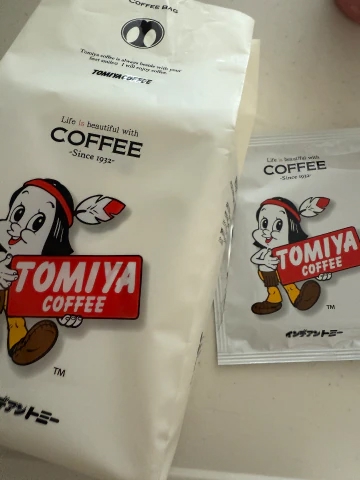 COFFEE BAG
Tomiya coffee is always beside with your
best smiles I will enjoy coffee.
TOMIYA COFFEE
Life is beautiful with
COFFEE
-Since 1932-
TOMIYA
COFFEE
TM
インデアントミー
Life is beautiful with
COFFEE
-Since 1932-
TOMIYA
COFFEE
TM
インデアントミー